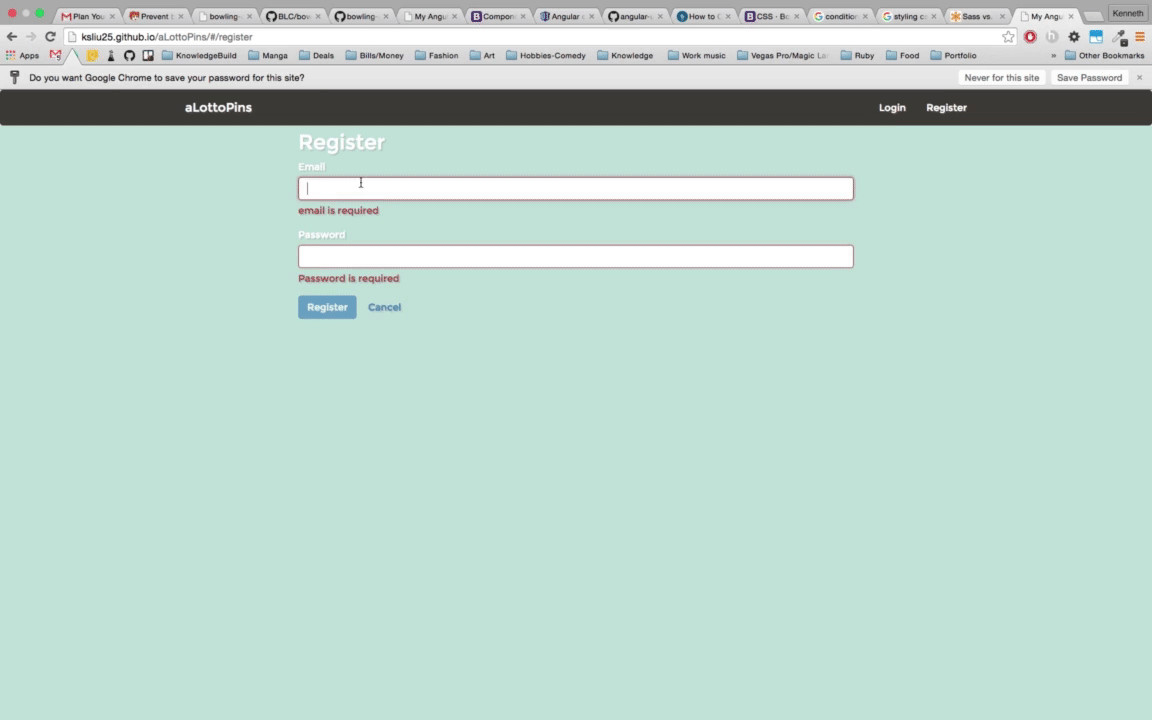 Plan You
Prevent
bowling-
BLC/bow
bowling-
My Angu
Compon
Angular
angular-
How to C
CSS · Bo
conditior
styling c
Sass vs.
My Angu
Kenneth
ksliu25.github.io/aLottoPins/#/register
Apps
KnowledgeBuild
Manga
Deals
Bills/Money
Fashion
Art
Hobbies-Comedy
Knowledge
Work music
Vegas Pro/Magic La
Ruby
Food
Portfolio
»
Other Bookmarks
Do you want Google Chrome to save your password for this site?
Never for this site
Save Password
aLottoPins
Login
Register
Register
Email
email is required
Password
Password is required
Register
Cancel